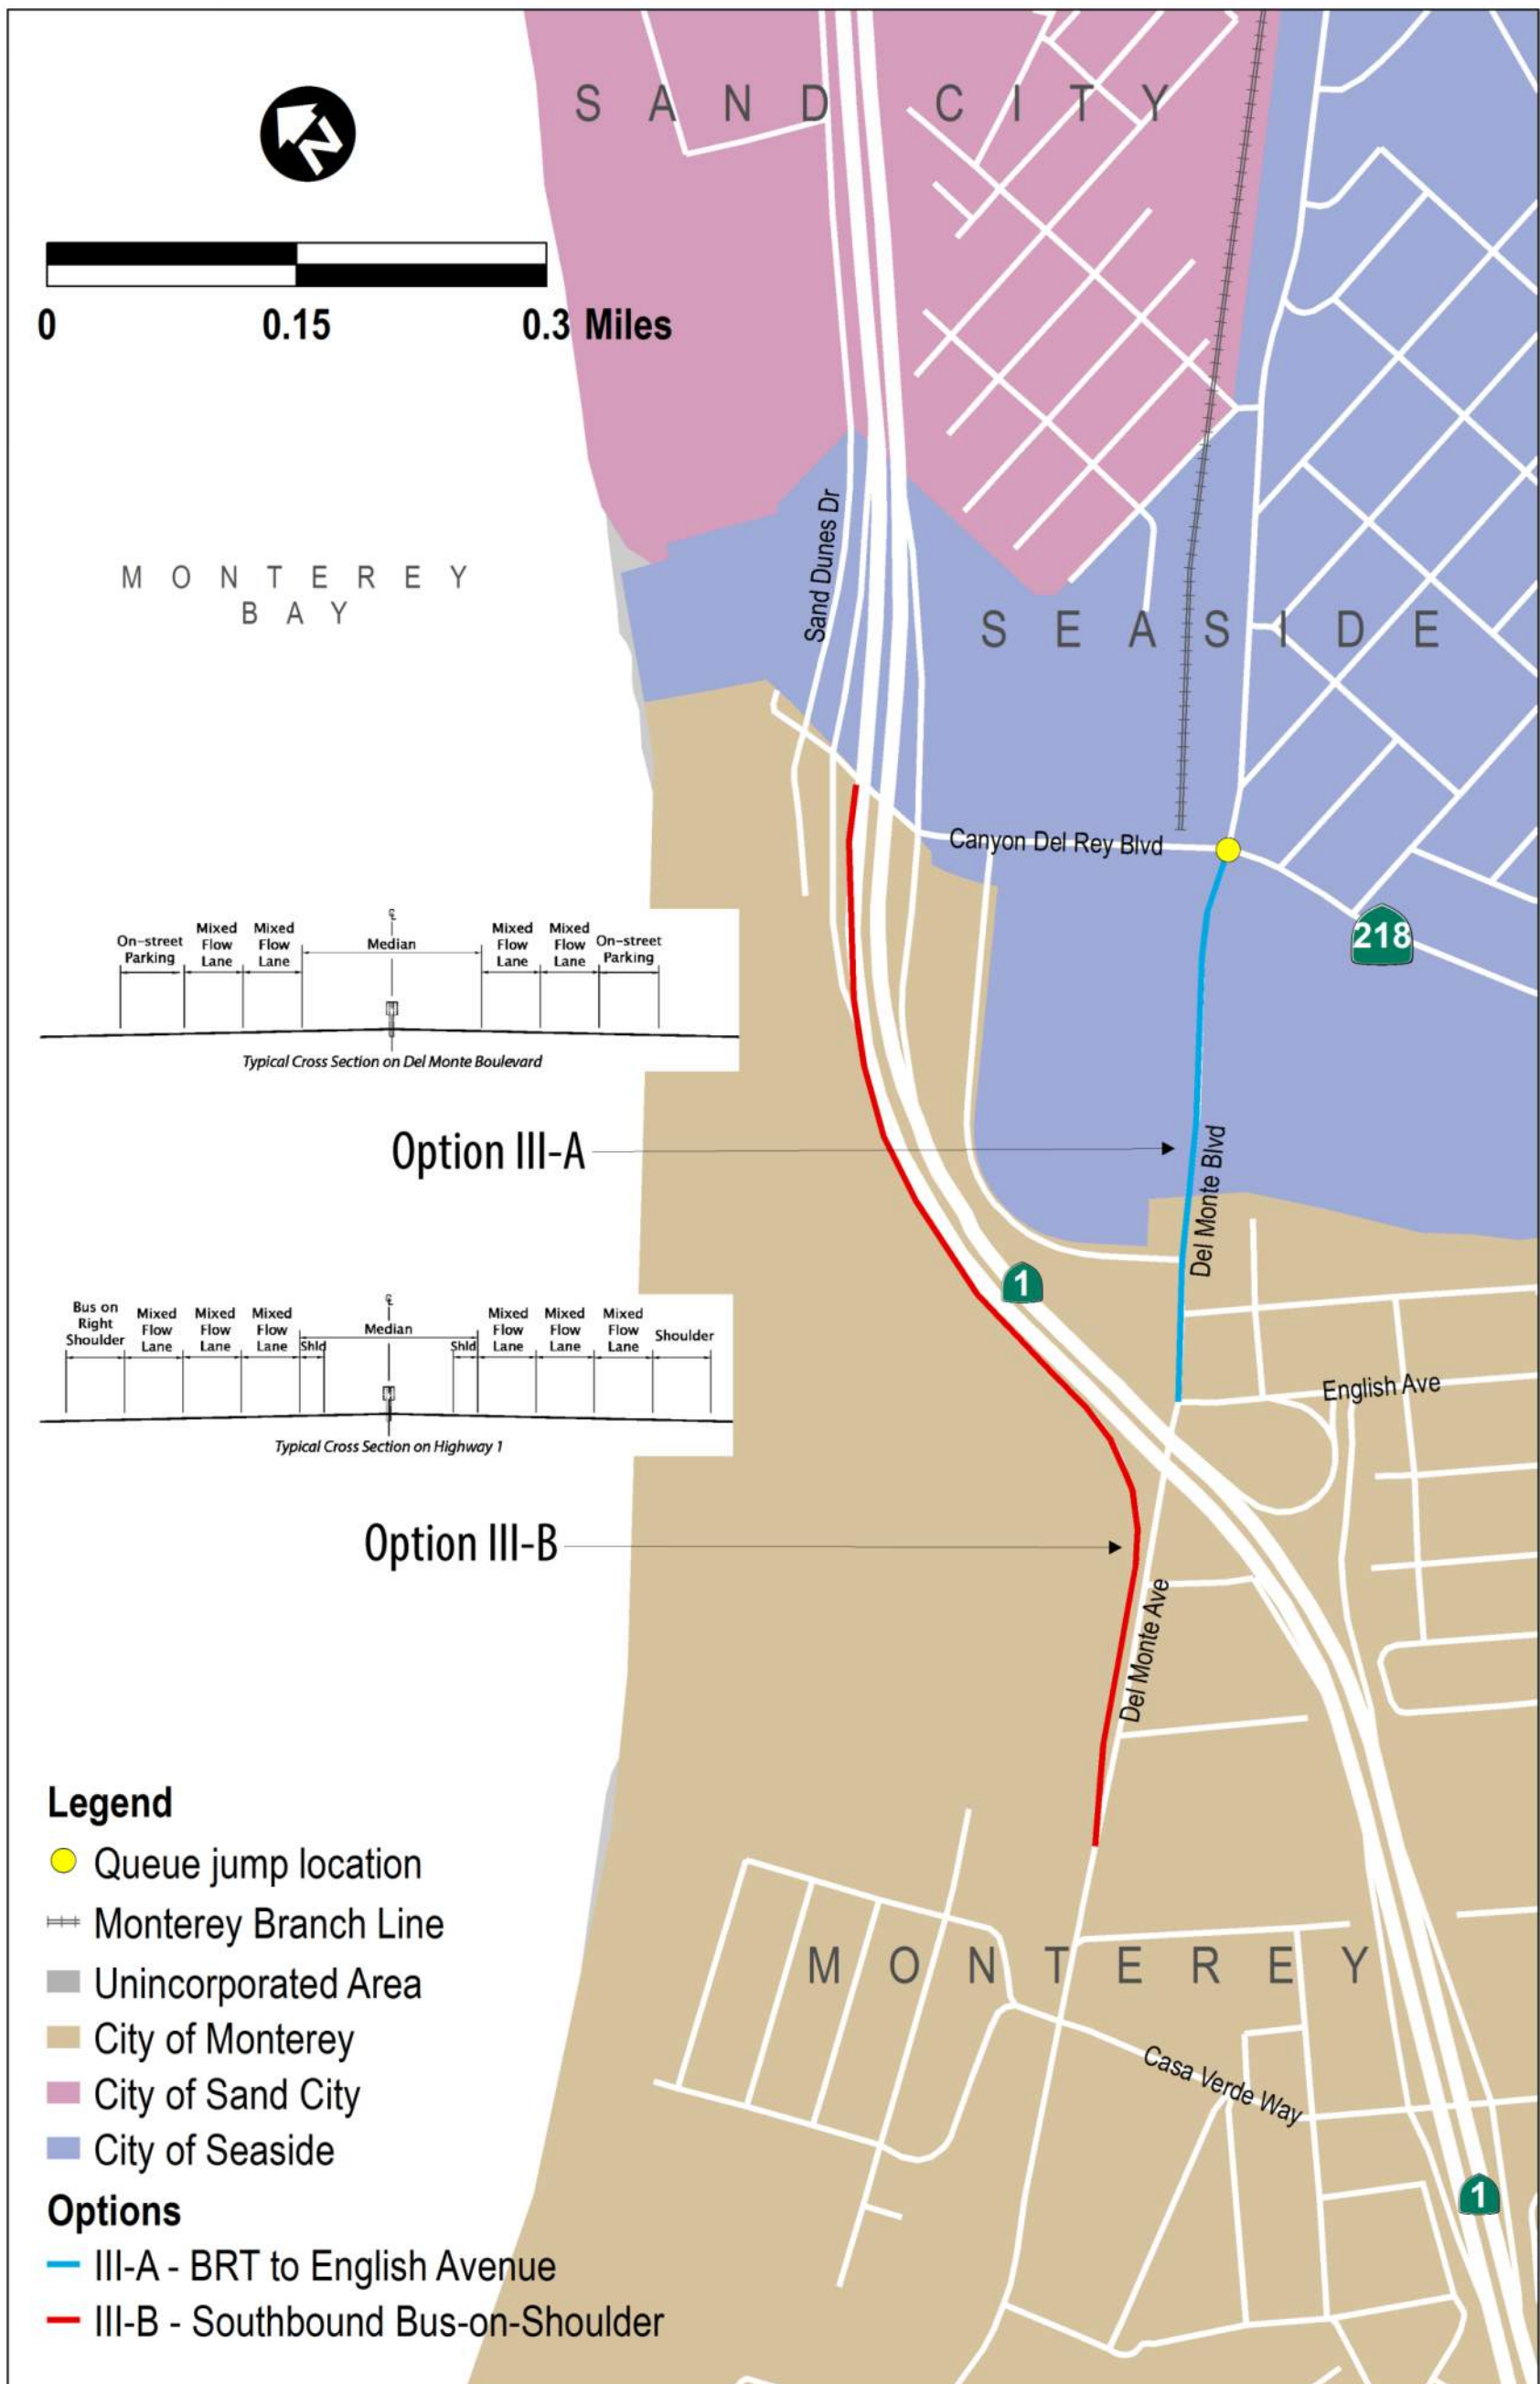 S A N D C I T Y
N
0 0.15 0.3 Miles
M O N T E R E Y
B A Y
Sand Dunes Dr
S E A S I D E
Canyon Del Rey Blvd
218
On-street
Parking
Mixed
Flow
Lane
Mixed
Flow
Lane
Median
Mixed
Flow
Lane
Mixed
Flow
Lane
On-street
Parking
Typical Cross Section on Del Monte Boulevard
Option III-A
Del Monte Blvd
1
Bus on
Right
Shoulder
Mixed
Flow
Lane
Mixed
Flow
Lane
Mixed
Flow
Lane
Shld
Median
Shld
Mixed
Flow
Lane
Mixed
Flow
Lane
Mixed
Flow
Lane
Shoulder
Typical Cross Section on Highway 1
English Ave
Option III-B
Del Monte Ave
M O N T E R E Y
Casa Verde Way
1
Legend
Queue jump location
Monterey Branch Line
Unincorporated Area
City of Monterey
City of Sand City
City of Seaside
Options
III-A - BRT to English Avenue
III-B - Southbound Bus-on-Shoulder